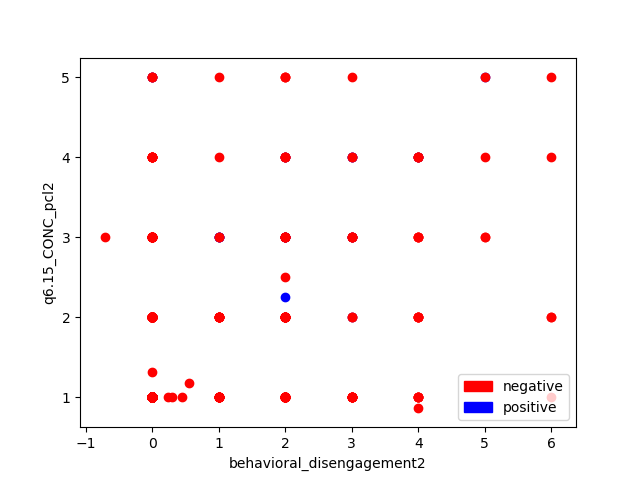 5
4
3
2
1
q6.15_CONC_pcl2
negative
positive
−1 0 1 2 3 4 5 6
behavioral_disengagement2